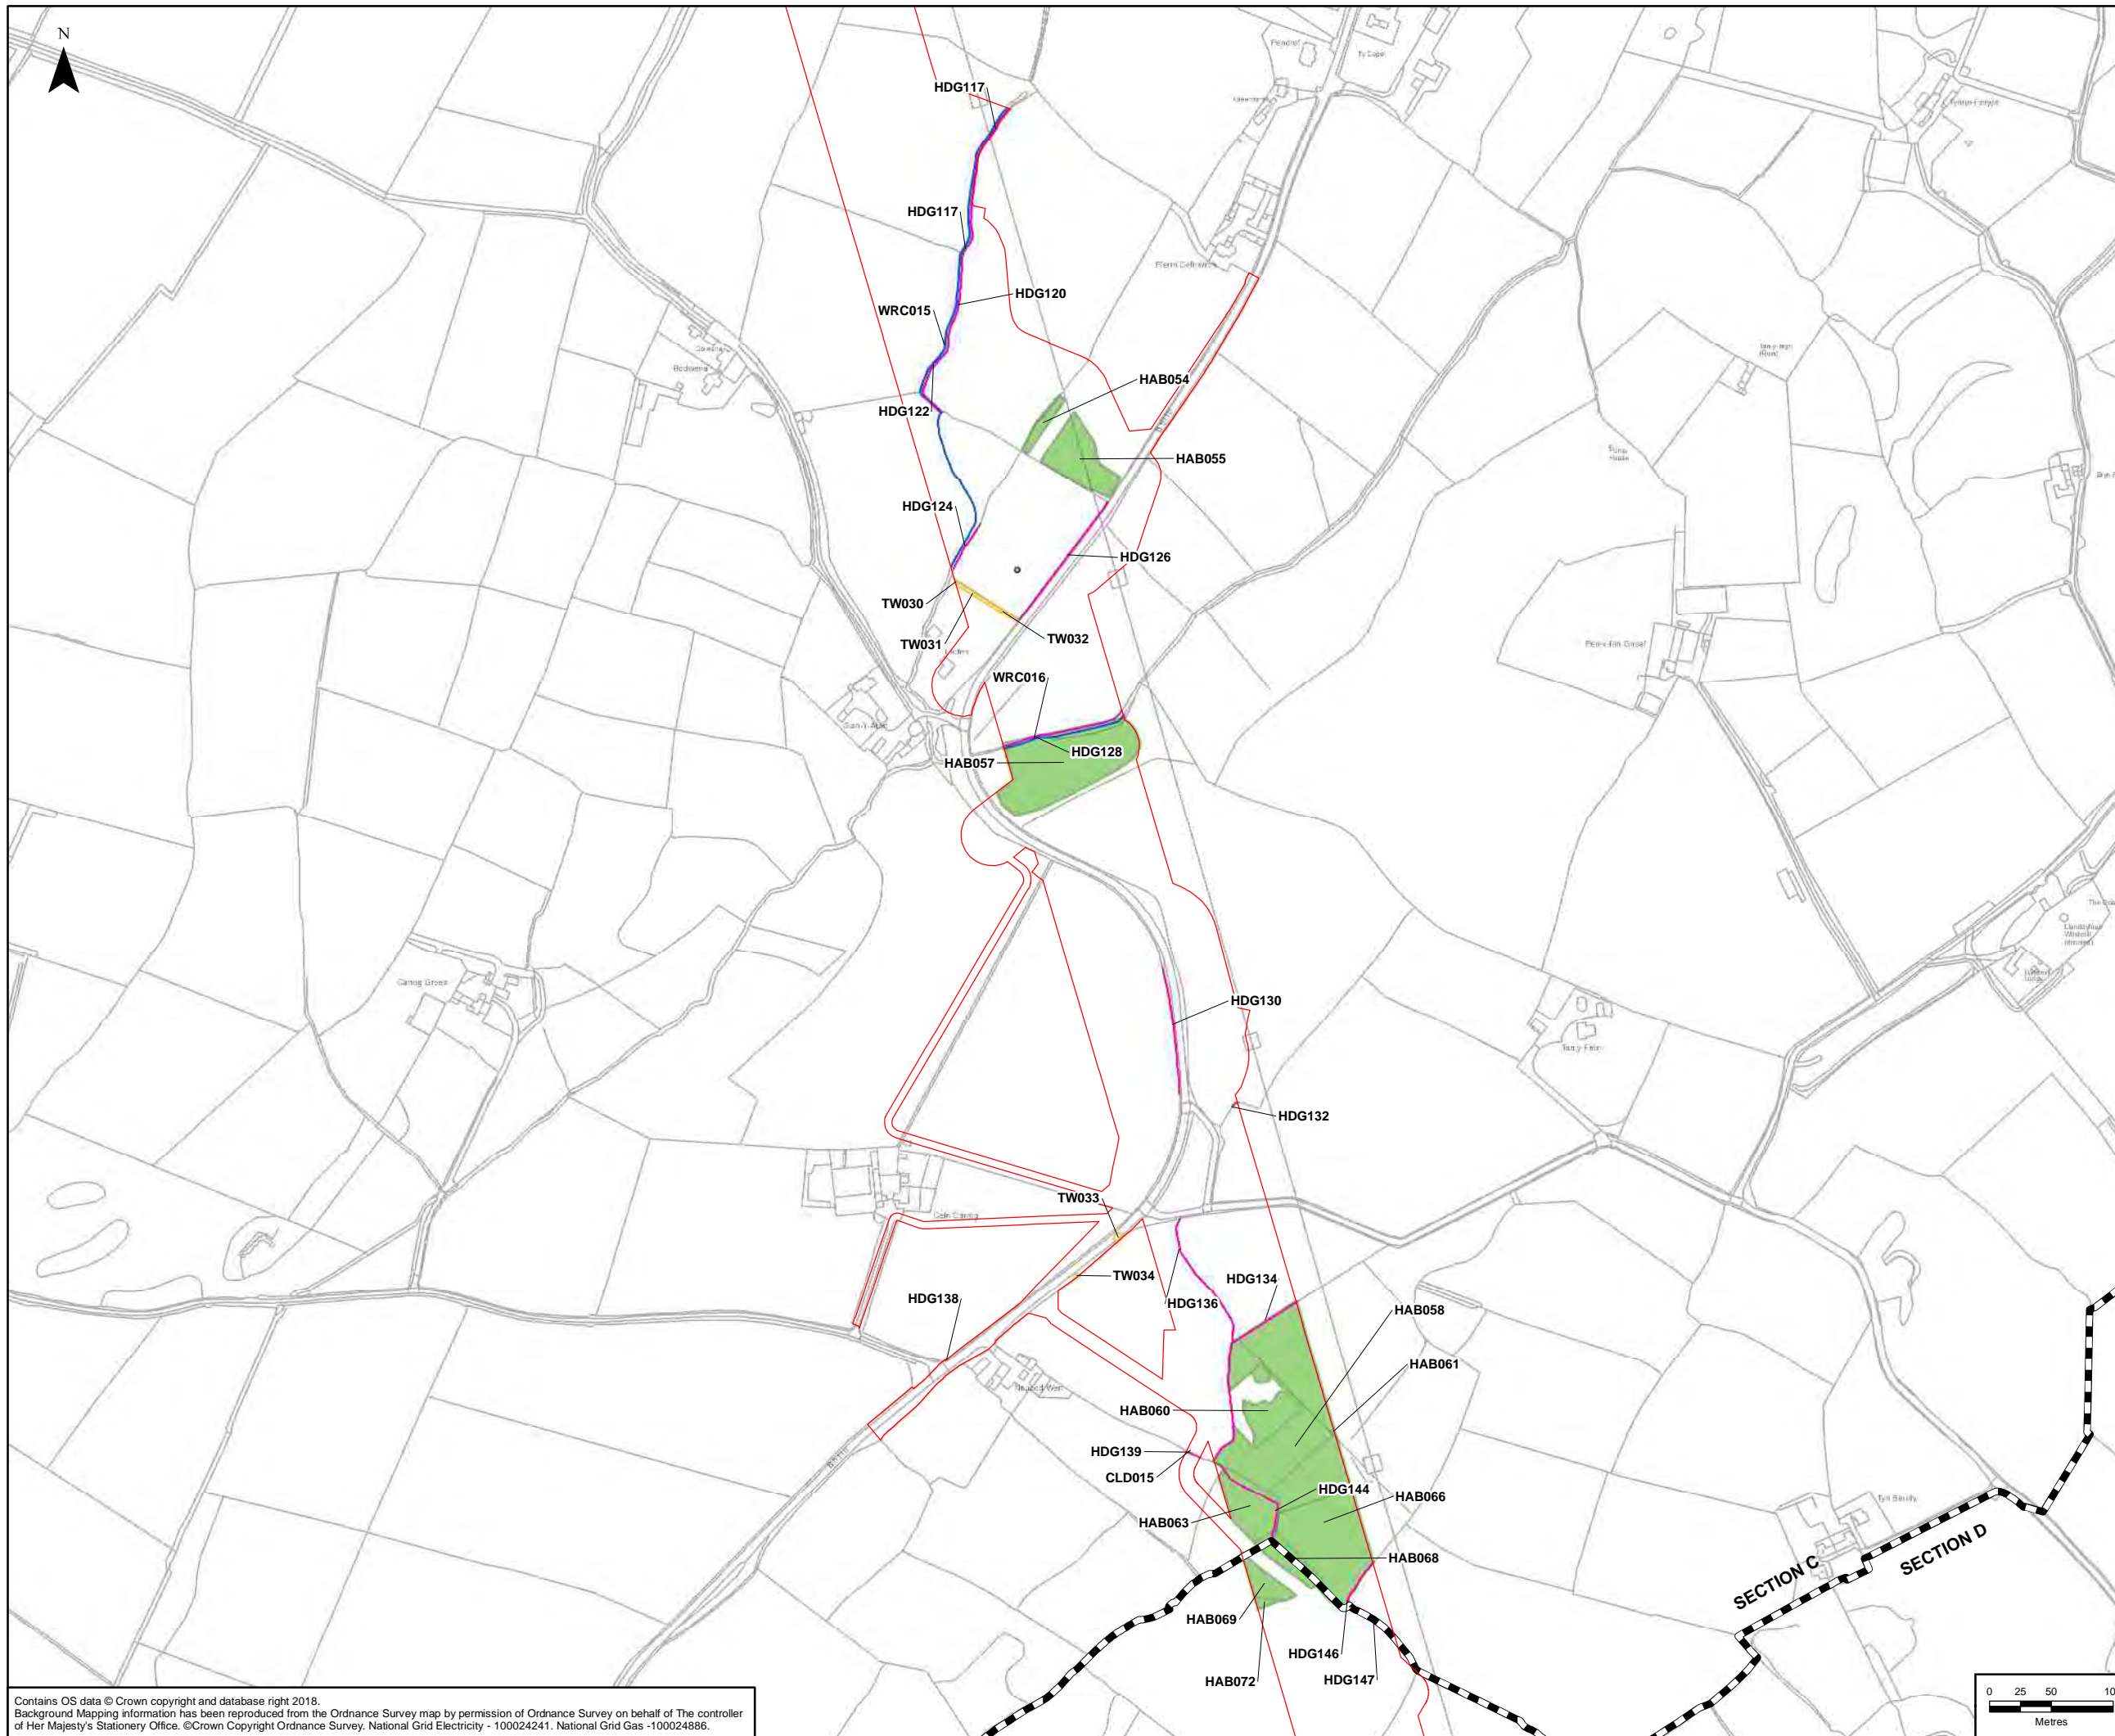 N
Pendref
Ty Capel
HDG117
HDG117
HDG120
WRC015
HDG122
HAB054
HAB055
HDG124
HDG126
TW030
TW031
TW032
WRC016
HDG128
HAB057
HDG130
HDG132
TW033
TW034
HDG138
HDG136
HDG134
HAB058
HAB061
HAB060
HDG139
CLD015
HDG144
HAB066
HAB063
HAB068
HAB069
HAB072
HDG146
HDG147
SECTION C
SECTION D
0 25 50 10
Metres
Contains OS data © Crown copyright and database right 2018.
Background Mapping information has been reproduced from the Ordnance Survey map by permission of Ordnance Survey on behalf of The controller
of Her Majesty's Stationery Office. ©Crown Copyright Ordnance Survey. National Grid Electricity - 100024241. National Grid Gas -100024886.